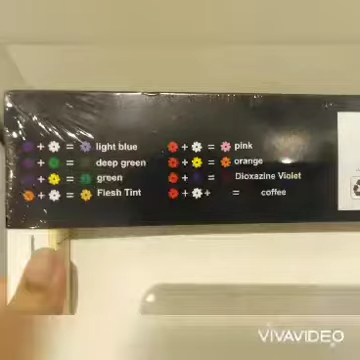 + = light blue
+ = deep green
+ = green
+ = Flesh Tint
+ = pink
+ = orange
+ = Dioxazine Violet
+ + = coffee
VIVAVIDEO